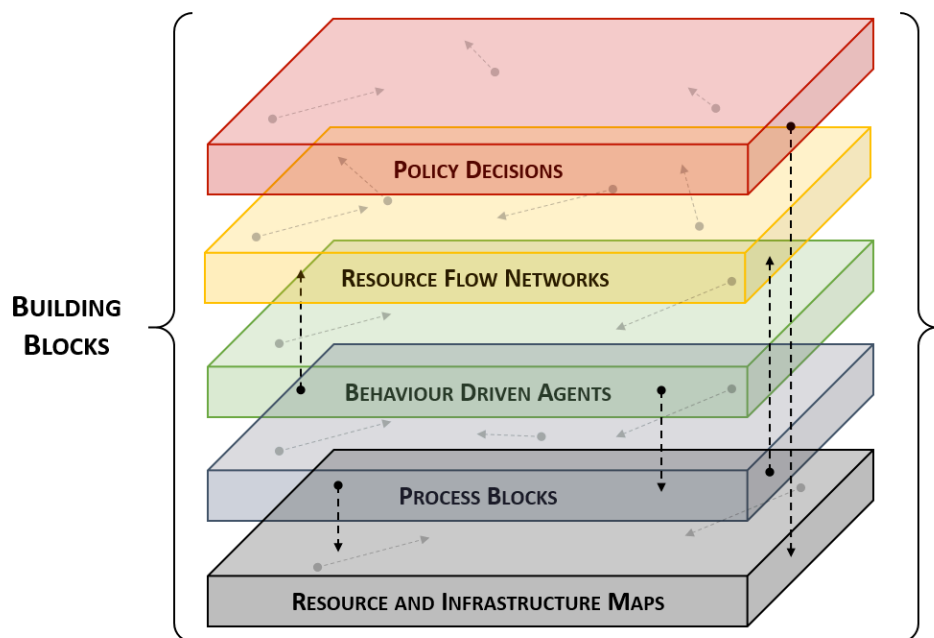 POLICY DECISIONS
RESOURCE FLOW NETWORKS
BUILDING
BLOCKS
BEHAVIOUR DRIVEN AGENTS
PROCESS BLOCKS
RESOURCE AND INFRASTRUCTURE MAPS